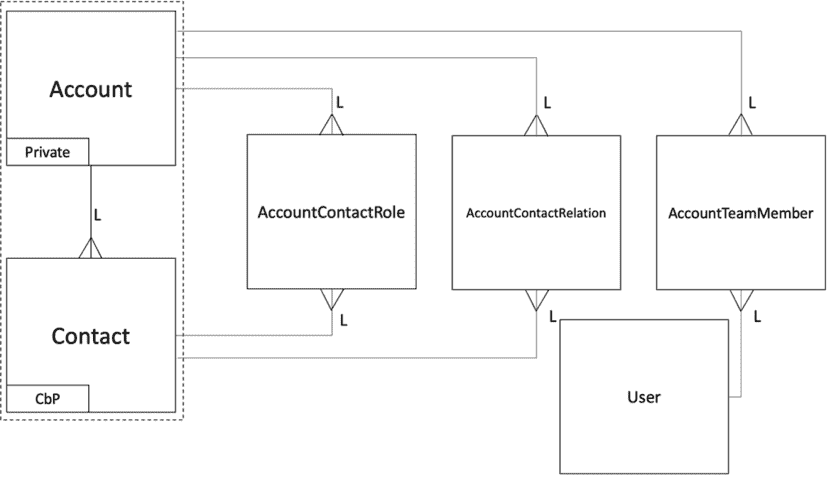 Account
Private
L
L
L
L
AccountContactRole
AccountContactRelation
AccountTeamMember
Contact
CbP
L
L
L
User